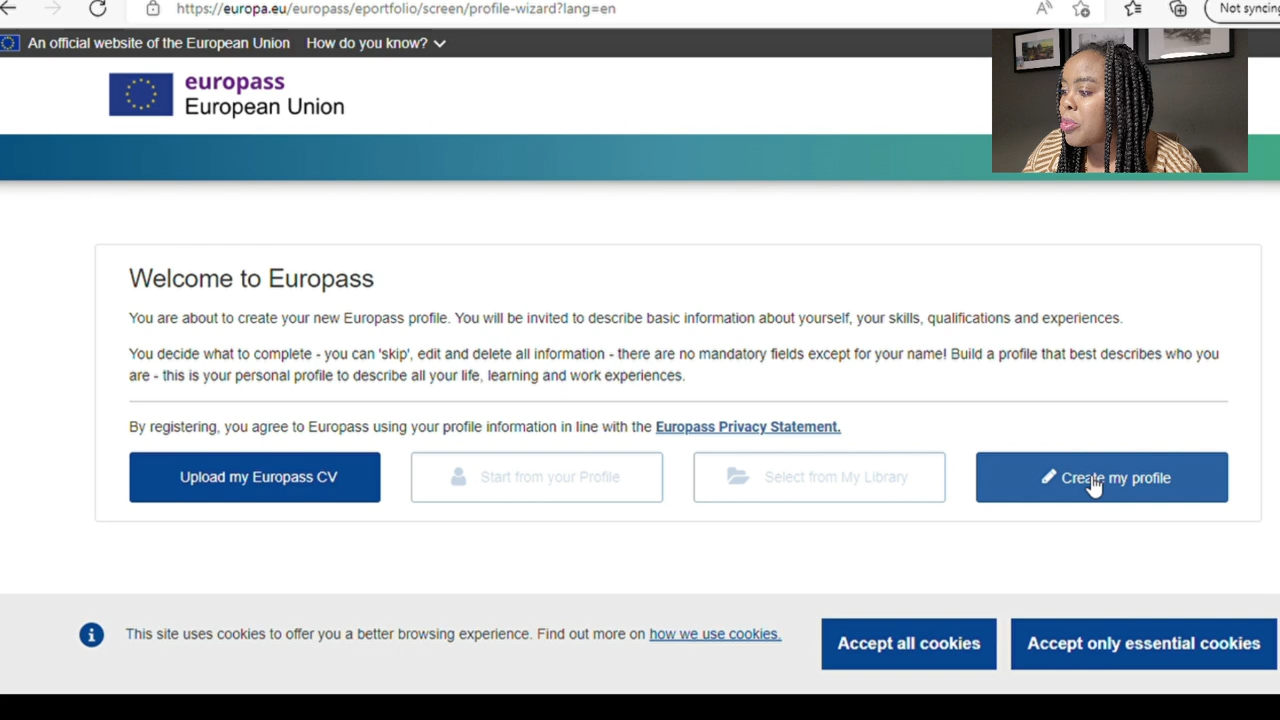 https://europa.eu/europass/eportfolio/screen/profile-wizard?lang=en
Not syncing
An official website of the European Union How do you know?
europass
European Union
Welcome to Europass
You are about to create your new Europass profile. You will be invited to describe basic information about yourself, your skills, qualifications and experiences.
You decide what to complete - you can 'skip', edit and delete all information - there are no mandatory fields except for your name! Build a profile that best describes who you
are - this is your personal profile to describe all your life, learning and work experiences.
By registering, you agree to Europass using your profile information in line with the Europass Privacy Statement.
Upload my Europass CV
Start from your Profile
Select from My Library
Create my profile
This site uses cookies to offer you a better browsing experience. Find out more on how we use cookies.
Accept all cookies
Accept only essential cookies